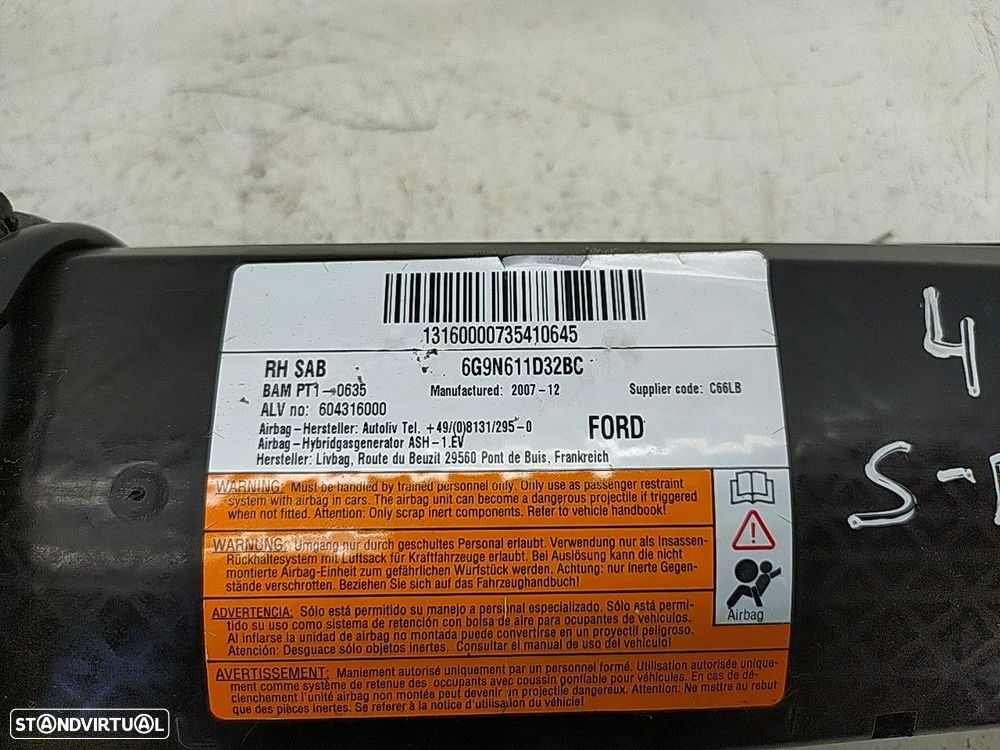 13160000735410645
RH SAB 6G9N611D32BC
BAM PT1-0635 Manufactured: 2007-12 Supplier code: C66LB
ALV no: 604316000
Airbag-Hersteller: Autoliv Tel. +49/(0)8131/295-0
FORD
Airbag-Hybridgasgenerator ASH-1.EV
Hersteller: Livbag, Route du Beuzit 29560 Pont de Buis, Frankreich
WARNING: Must be handled by trained personnel only. Only use as passenger restraint
system with airbag in cars. The airbag unit can become a dangerous projectile if triggered
when not fitted. Attention: Only scrap inert components. Refer to vehicle handbook!
WARNUNG: Umgang nur durch geschultes Personal erlaubt. Verwendung nur als Insassen-
Rückhaltesystem mit Luftsack für Kraftfahrzeuge erlaubt. Bei Auslösung kann die nicht
montierte Airbag-Einheit zum gefährlichen Wurfstück werden. Achtung: nur inerte Gegen-
stände verschrotten. Beziehen Sie sich auf das Fahrzeughandbuch!
ADVERTENCIA: Sólo está permitido su manejo a personal especializado. Sólo está permi-
tido su uso como sistema de retención con bolsa de aire para ocupantes de vehículos.
Al inflarse la unidad de airbag no montada puede convertirse en un proyectil peligroso.
Atención: Desguace sólo objetos inertes. Consultar el manual de uso del vehículo!
AVERTISSEMENT: Maniement autorisé uniquement par un personnel formé. Utilisation autorisée unique-
ment comme système de retenue des occupants avec coussin gonflable pour véhicules. En cas de dé-
clenchement l'unité airbag non montée peut devenir un projectile dangereux. Attention: Ne mettre au rebut
que des pièces inertes. Se référer à la notice d'utilisation du véhicule!
Airbag
4
S-
STANDVIRTUAL